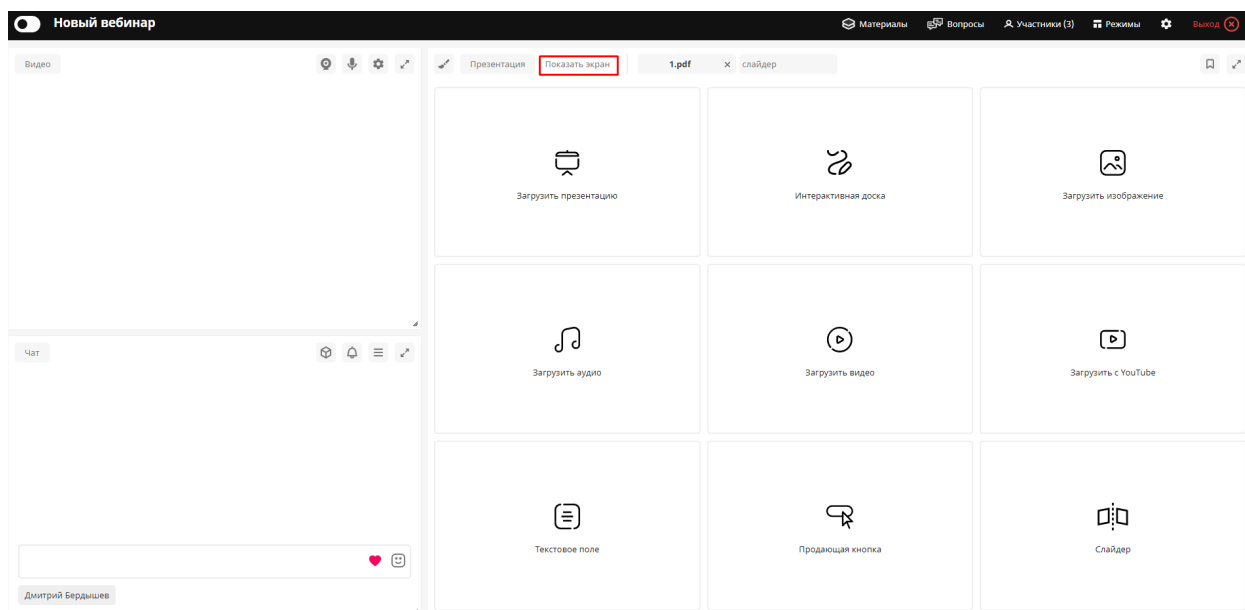 Новый вебинар
Материалы
Вопросы
Участники (3)
Режимы
Выход
Видео
Презентация
Показать экран
1.pdf
слайдер
Загрузить презентацию
Интерактивная доска
Загрузить изображение
Загрузить аудио
Загрузить видео
Загрузить с YouTube
Чат
Текстовое поле
Продающая кнопка
Слайдер
Дмитрий Бердышев